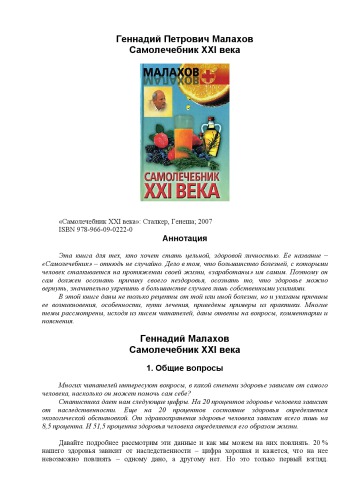 Геннадий Петрович Малахов
Самолечебник XXI века
МАЛАХОВ
САМОЛЕЧЕБНИК
XXI ВЕКА
«Самолечебник XXI века»: Сталкер, Генеша, 2007
ISBN 978-966-09-0222-0
Аннотация
Эта книга для тех, кто хочет стать цельной, здоровой личностью. Ее название –
«Самолечебник» – отнюдь не случайно. Дело в том, что большинство болезней, с которыми
человек сталкивается на протяжении своей жизни, «заработаны» им самим. Поэтому он
сам должен осознать причину своего нездоровья, осознать то, что здоровье можно
вернуть, значительно укрепить в большинстве случаев лишь собственными усилиями.
В этой книги даны не только рецепты от той или иной болезни, но и указаны причины
ее возникновения, особенности, пути лечения, приведены примеры из практики. Многие
темы рассмотрены, исходя из писем читателей, даны ответы на вопросы, комментарии и
пояснения.
Геннадий Малахов
Самолечебник XXI века
1. Общие вопросы
Многих читателей интересуют вопросы, в какой степени здоровье зависит от самого
человека, насколько он может помочь сам себе?
Статистика дает нам следующие цифры. На 20 процентов здоровье человека зависит
от наследственности. Еще на 20 процентов состояние здоровья определяется
экологической обстановкой. От здравоохранения здоровье человека зависит всего лишь на
8,5 процента. И 51,5 процента здоровья человека определяется его образом жизни.
Давайте подробнее рассмотрим эти данные и как мы можем на них повлиять. 20 %
нашего здоровья зависит от наследственности – цифра хорошая и кажется, что на нее
невозможно повлиять – одному дано, а другому нет. Но это только первый взгляд.